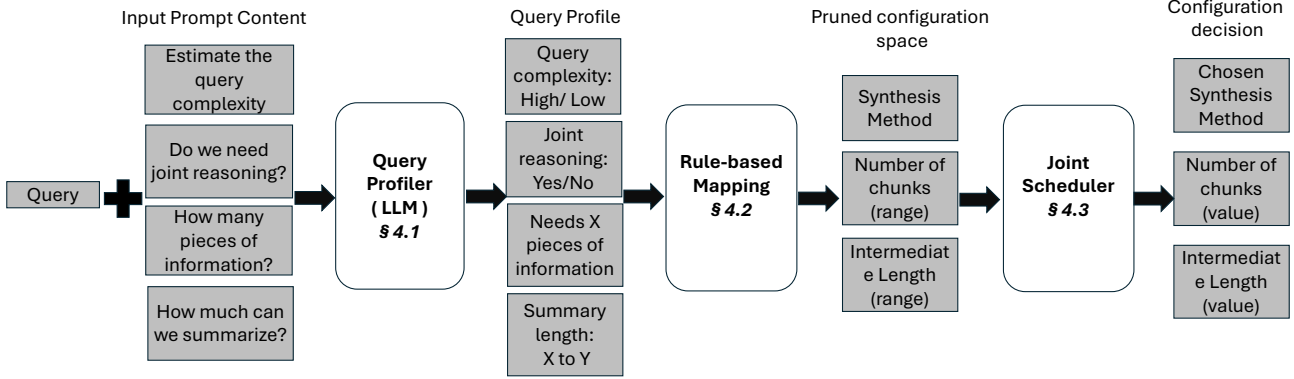 Input Prompt Content
Query Profile
Pruned configuration
space
Configuration
decision
Query
Estimate the
query
complexity
Do we need
joint reasoning?
How many
pieces of
information?
How much can
we summarize?
Query
Profiler
( LLM )
§ 4.1
Query
complexity:
High/ Low
Joint
reasoning:
Yes/No
Needs X
pieces of
information
Summary
length:
X to Y
Rule-based
Mapping
§ 4.2
Synthesis
Method
Number of
chunks
(range)
Intermediat
e Length
(range)
Joint
Scheduler
§ 4.3
Chosen
Synthesis
Method
Number of
chunks
(value)
Intermediat
e Length
(value)